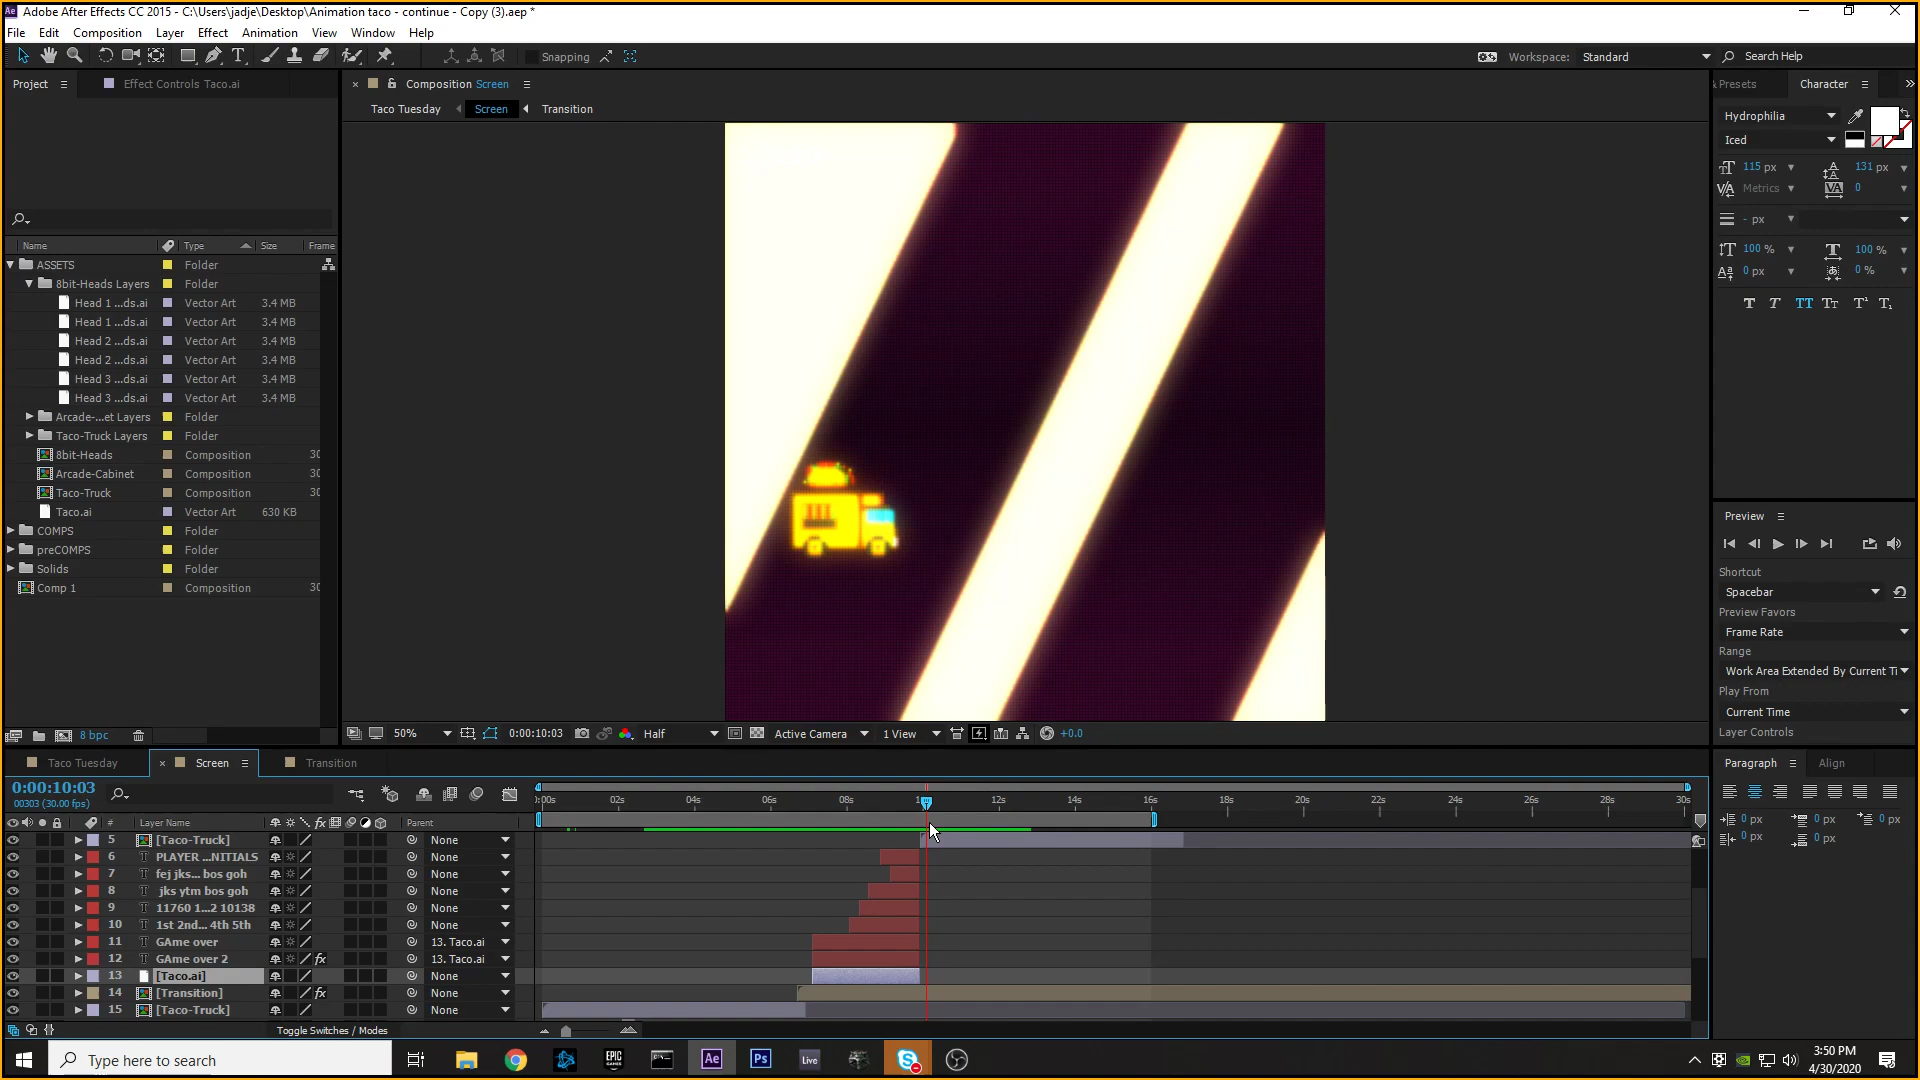 Adobe After Effects CC 2015 - C:\Users\jadje\Desktop\Animation taco - continue - Copy (3).aep *
File Edit Composition Layer Effect Animation View Window Help
Snapping
Workspace: Standard
Search Help
Project
Effect Controls Taco.ai
Composition Screen
Presets
Character
Taco Tuesday Screen Transition
Hydrophilia
Iced
115 px
131 px
Metrics
0
- px
100 %
100 %
0 px
0 %
Name Type Size Frame
ASSETS Folder
8bit-Heads Layers Folder
Head 1 ...ds.ai Vector Art 3.4 MB
Head 1 ...ds.ai Vector Art 3.4 MB
Head 2 ...ds.ai Vector Art 3.4 MB
Head 2 ...ds.ai Vector Art 3.4 MB
Head 3 ...ds.ai Vector Art 3.4 MB
Head 3 ...ds.ai Vector Art 3.4 MB
Arcade-...et Layers Folder
Taco-Truck Layers Folder
8bit-Heads Composition 30
Arcade-Cabinet Composition 30
Taco-Truck Composition 30
Taco.ai Vector Art 630 KB
COMPS Folder
preCOMPS Folder
Solids Folder
Comp 1 Composition 30
8 bpc
Preview
Shortcut
Spacebar
Preview Favors
Frame Rate
Range
Work Area Extended By Current Ti
Play From
Current Time
Layer Controls
50%
0:00:10:03
Half
Active Camera
1 View
+0.0
Taco Tuesday
Screen
Transition
Paragraph
Align
0:00:10:03
00303 (30.00 fps)
:00s 02s 04s 06s 08s 12s 14s 16s 18s 20s 22s 24s 26s 28s 30s
# Layer Name Parent
5 [Taco-Truck] None
6 PLAYER ...NITIALS None
7 fej jks... bos goh None
8 jks ytm bos goh None
9 11760 1...2 10138 None
10 1st 2nd... 4th 5th None
11 GAme over 13. Taco.ai
12 GAme over 2 13. Taco.ai
13 [Taco.ai] None
14 [Transition] None
15 [Taco-Truck] None
Toggle Switches / Modes
0 px
0 px
0 px
0 px
0 px
Type here to search
EPIC GAMES
Ae
Ps
Live
3:50 PM
4/30/2020